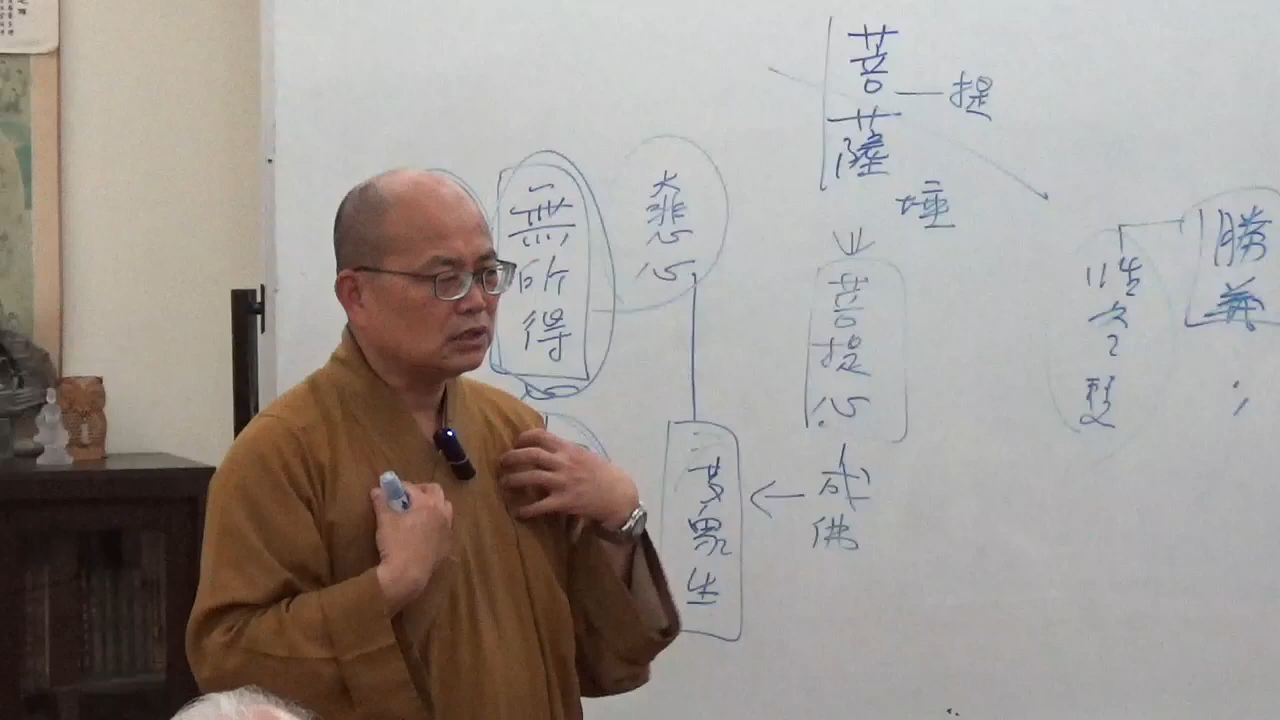 勝義
菩薩
提
埵
菩提心
成佛
大悲心
眾生
無所得